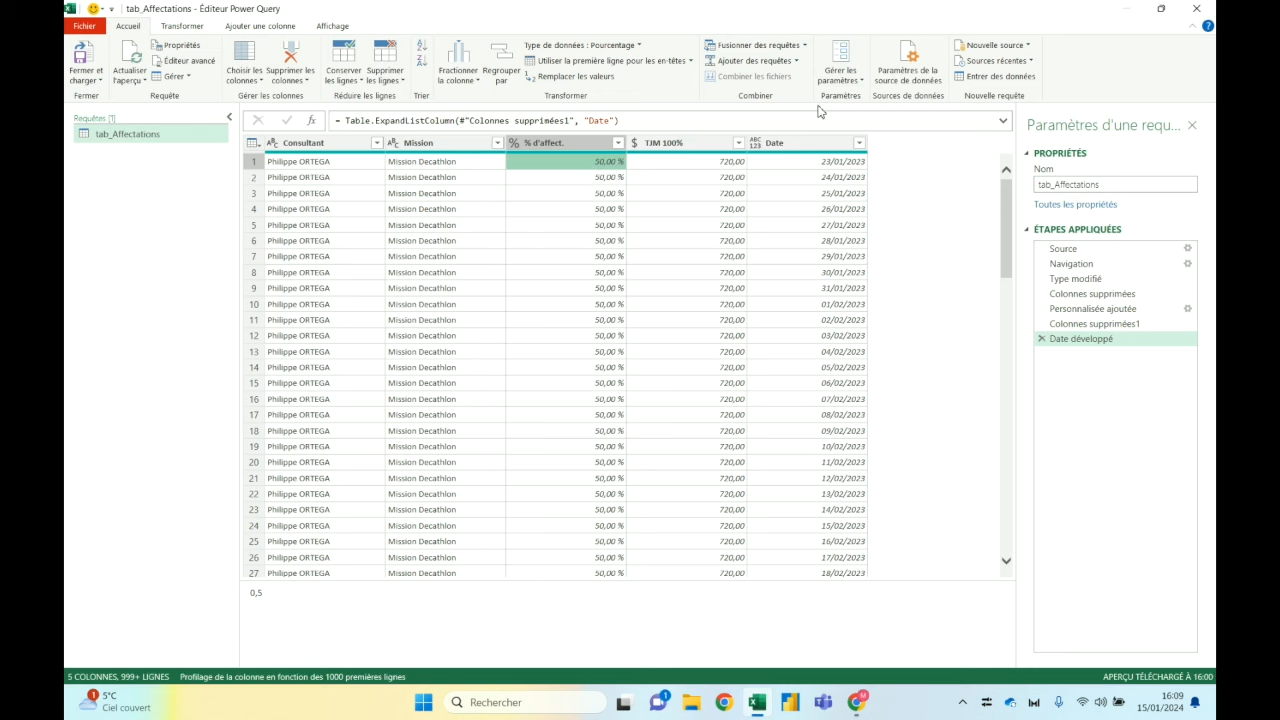 tab_Affectations - Éditeur Power Query
Fichier Accueil Transformer Ajouter une colonne Affichage
Fermer et charger
Fermer
Actualiser l'aperçu
Propriétés
Éditeur avancé
Gérer
Requête
Choisir les colonnes
Supprimer les colonnes
Gérer les colonnes
Conserver les lignes
Supprimer les lignes
Réduire les lignes
Trier
Fractionner la colonne
Regrouper par
Type de données : Pourcentage
Utiliser la première ligne pour les en-têtes
Remplacer les valeurs
Transformer
Fusionner des requêtes
Ajouter des requêtes
Combiner les fichiers
Combiner
Gérer les paramètres
Paramètres
Paramètres de la source de données
Sources de données
Nouvelle source
Sources récentes
Entrer des données
Nouvelle requête
Requêtes [1]
tab_Affectations
= Table.ExpandListColumn(#"Colonnes supprimées1", "Date")
Consultant Mission % % d'affect. $ TJM 100% ABC 123 Date
1 Philippe ORTEGA Mission Decathlon 50,00 % 720,00 23/01/2023
2 Philippe ORTEGA Mission Decathlon 50,00 % 720,00 24/01/2023
3 Philippe ORTEGA Mission Decathlon 50,00 % 720,00 25/01/2023
4 Philippe ORTEGA Mission Decathlon 50,00 % 720,00 26/01/2023
5 Philippe ORTEGA Mission Decathlon 50,00 % 720,00 27/01/2023
6 Philippe ORTEGA Mission Decathlon 50,00 % 720,00 28/01/2023
7 Philippe ORTEGA Mission Decathlon 50,00 % 720,00 29/01/2023
8 Philippe ORTEGA Mission Decathlon 50,00 % 720,00 30/01/2023
9 Philippe ORTEGA Mission Decathlon 50,00 % 720,00 31/01/2023
10 Philippe ORTEGA Mission Decathlon 50,00 % 720,00 01/02/2023
11 Philippe ORTEGA Mission Decathlon 50,00 % 720,00 02/02/2023
12 Philippe ORTEGA Mission Decathlon 50,00 % 720,00 03/02/2023
13 Philippe ORTEGA Mission Decathlon 50,00 % 720,00 04/02/2023
14 Philippe ORTEGA Mission Decathlon 50,00 % 720,00 05/02/2023
15 Philippe ORTEGA Mission Decathlon 50,00 % 720,00 06/02/2023
16 Philippe ORTEGA Mission Decathlon 50,00 % 720,00 07/02/2023
17 Philippe ORTEGA Mission Decathlon 50,00 % 720,00 08/02/2023
18 Philippe ORTEGA Mission Decathlon 50,00 % 720,00 09/02/2023
19 Philippe ORTEGA Mission Decathlon 50,00 % 720,00 10/02/2023
20 Philippe ORTEGA Mission Decathlon 50,00 % 720,00 11/02/2023
21 Philippe ORTEGA Mission Decathlon 50,00 % 720,00 12/02/2023
22 Philippe ORTEGA Mission Decathlon 50,00 % 720,00 13/02/2023
23 Philippe ORTEGA Mission Decathlon 50,00 % 720,00 14/02/2023
24 Philippe ORTEGA Mission Decathlon 50,00 % 720,00 15/02/2023
25 Philippe ORTEGA Mission Decathlon 50,00 % 720,00 16/02/2023
26 Philippe ORTEGA Mission Decathlon 50,00 % 720,00 17/02/2023
27 Philippe ORTEGA Mission Decathlon 50,00 % 720,00 18/02/2023
0,5
Paramètres d'une requ...
PROPRIÉTÉS
Nom
tab_Affectations
Toutes les propriétés
ÉTAPES APPLIQUÉES
Source
Navigation
Type modifié
Colonnes supprimées
Personnalisée ajoutée
Colonnes supprimées1
Date développé
5 COLONNES, 999+ LIGNES Profilage de la colonne en fonction des 1000 premières lignes
APERÇU TÉLÉCHARGÉ À 16:00
1
5°C
Ciel couvert
Rechercher
1
16:09
15/01/2024